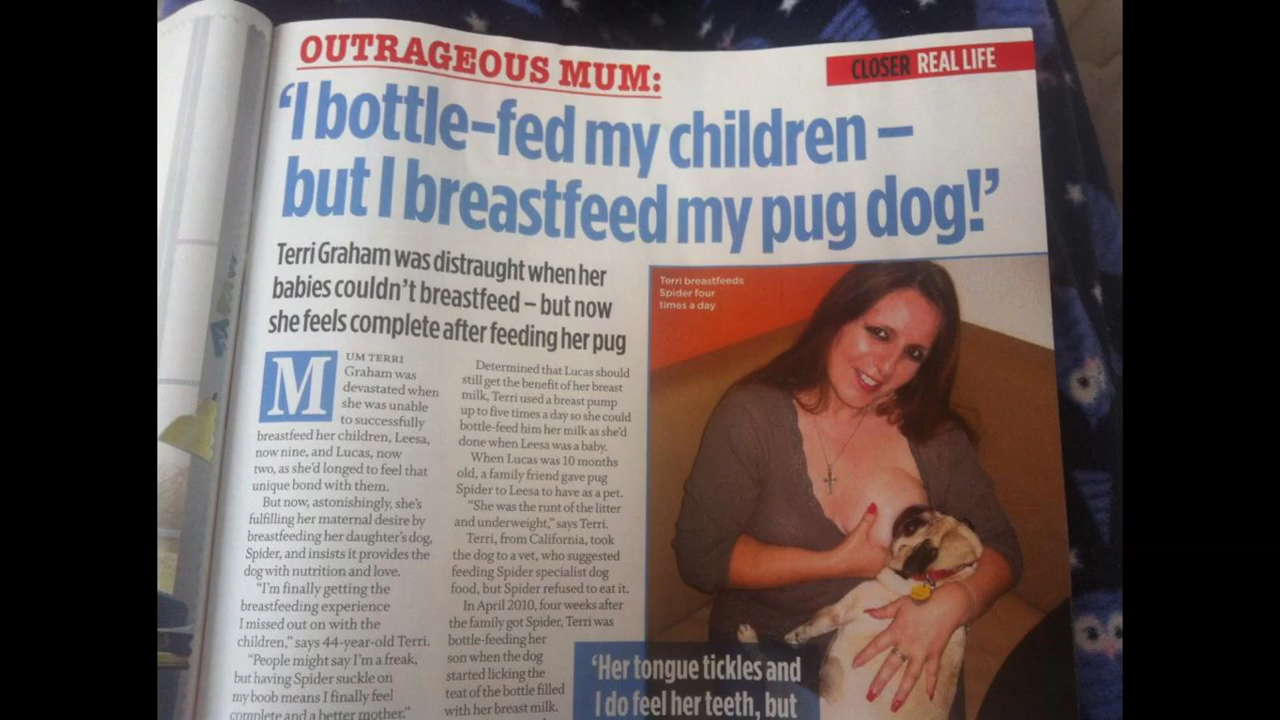 OUTRAGEOUS MUM:
CLOSER REAL LIFE
‘I bottle-fed my children –
but I breastfeed my pug dog!’
Terri Graham was distraught when her
babies couldn’t breastfeed – but now
she feels complete after feeding her pug
MUM TERRI
Graham was
devastated when
she was unable
to successfully
breastfeed her children, Leesa,
now nine, and Lucas, now
two, as she’d longed to feel that
unique bond with them.
But now, astonishingly, she’s
fulfilling her maternal desire by
breastfeeding her daughter’s dog,
Spider, and insists it provides the
dog with nutrition and love.
“I’m finally getting the
breastfeeding experience
I missed out on with the
children,” says 44-year-old Terri.
“People might say I’m a freak,
but having Spider suckle on
my boob means I finally feel
complete and a better mother.”
Determined that Lucas should
still get the benefit of her breast
milk, Terri used a breast pump
up to five times a day so she could
bottle-feed him her milk as she’d
done when Leesa was a baby.
When Lucas was 10 months
old, a family friend gave pug
Spider to Leesa to have as a pet.
“She was the runt of the litter
and underweight,” says Terri.
Terri, from California, took
the dog to a vet, who suggested
feeding Spider specialist dog
food, but Spider refused to eat it.
In April 2010, four weeks after
the family got Spider, Terri was
bottle-feeding her
son when the dog
started licking the
teat of the bottle filled
with her breast milk.
Terri breastfeeds
Spider four
times a day
‘Her tongue tickles and
I do feel her teeth, but